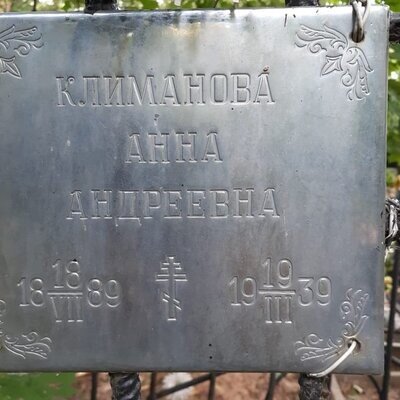 КЛИМАНОВА
АННА
АНДРЕЕВНА
18 18/VII 89 19 19/III 39